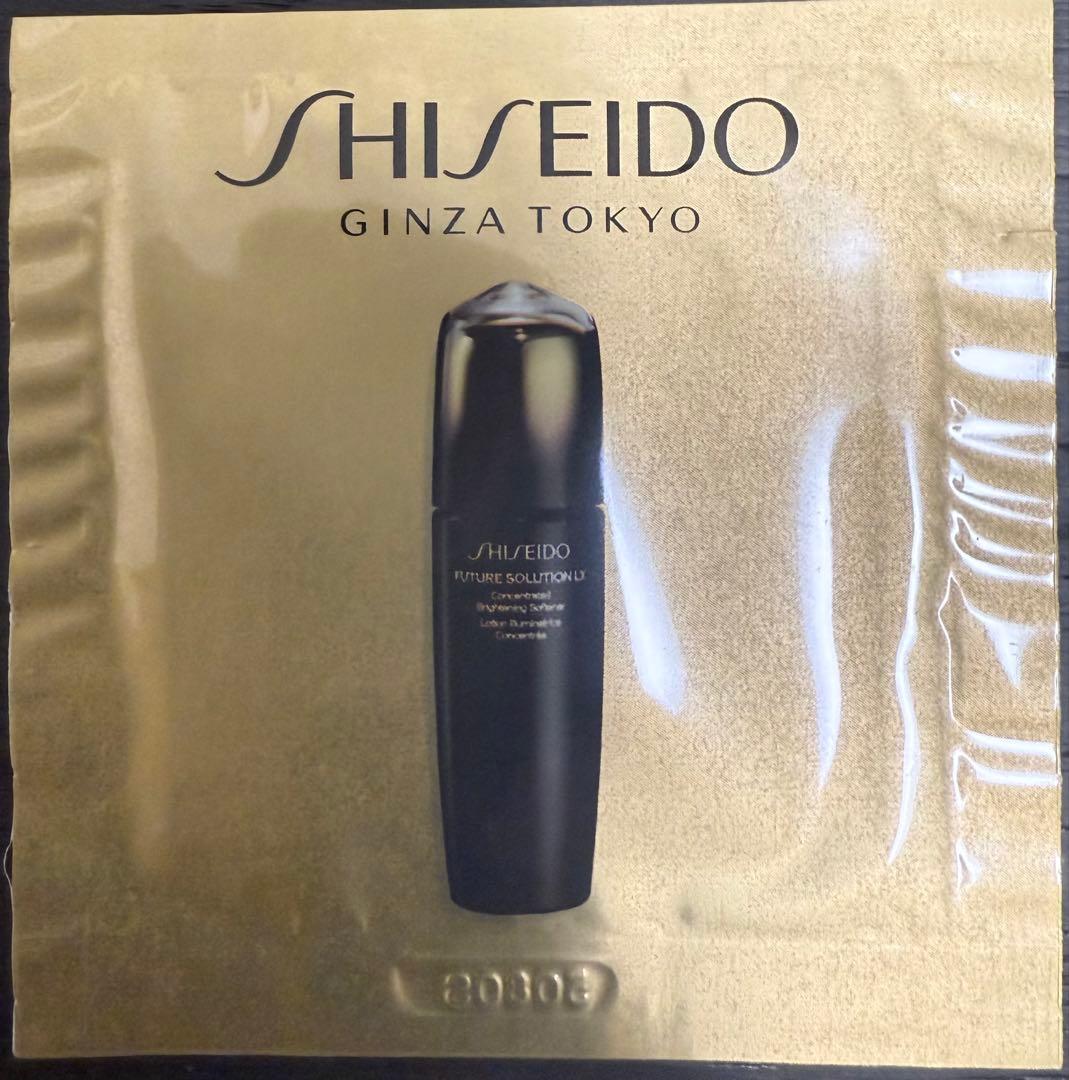 SHISEIDO
GINZA TOKYO
SHISEIDO
FUTURE SOLUTION LX
Concentrated
Brightening Softener
Lotion Illuminatrice
Concentrée